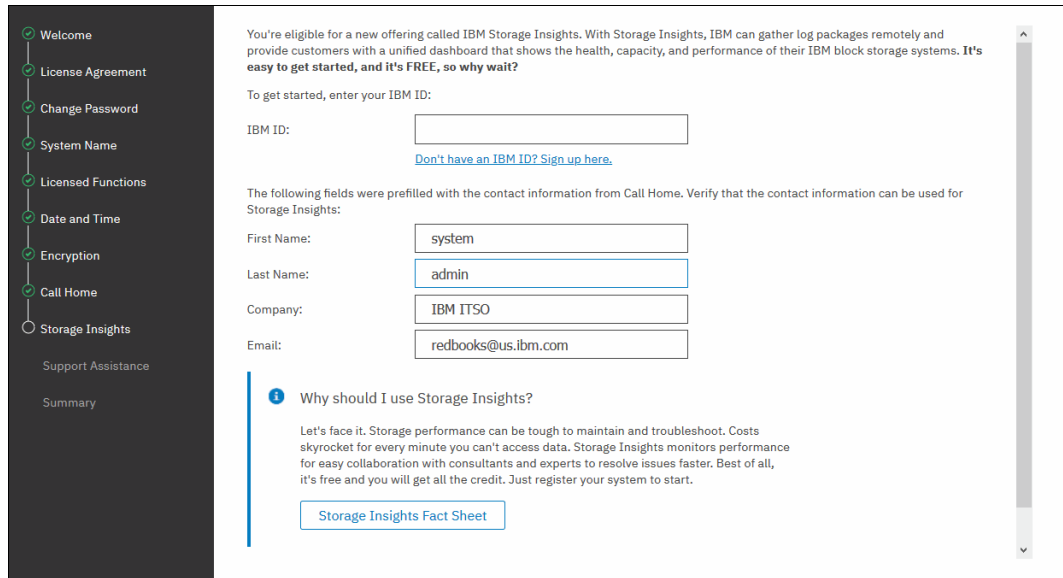 Welcome
License Agreement
Change Password
System Name
Licensed Functions
Date and Time
Encryption
Call Home
Storage Insights
Support Assistance
Summary
You're eligible for a new offering called IBM Storage Insights. With Storage Insights, IBM can gather log packages remotely and
provide customers with a unified dashboard that shows the health, capacity, and performance of their IBM block storage systems. It's
easy to get started, and it's FREE, so why wait?
To get started, enter your IBM ID:
IBM ID:
Don't have an IBM ID? Sign up here.
The following fields were prefilled with the contact information from Call Home. Verify that the contact information can be used for
Storage Insights:
First Name: system
Last Name: admin
Company: IBM ITSO
Email: redbooks@us.ibm.com
Why should I use Storage Insights?
Let's face it. Storage performance can be tough to maintain and troubleshoot. Costs
skyrocket for every minute you can't access data. Storage Insights monitors performance
for easy collaboration with consultants and experts to resolve issues faster. Best of all,
it's free and you will get all the credit. Just register your system to start.
Storage Insights Fact Sheet